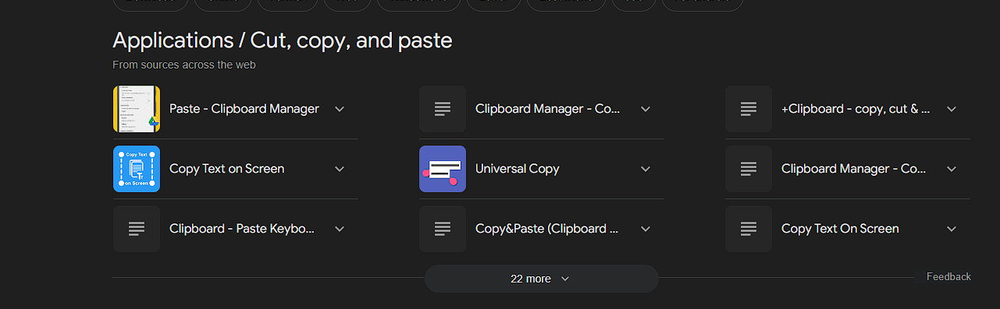 Applications / Cut, copy, and paste
From sources across the web
Paste - Clipboard Manager
Clipboard Manager - Co...
+Clipboard - copy, cut & ...
Copy Text
on Screen
Copy Text on Screen
Universal Copy
Clipboard Manager - Co...
Clipboard - Paste Keybo...
Copy&Paste (Clipboard ...
Copy Text On Screen
22 more
Feedback